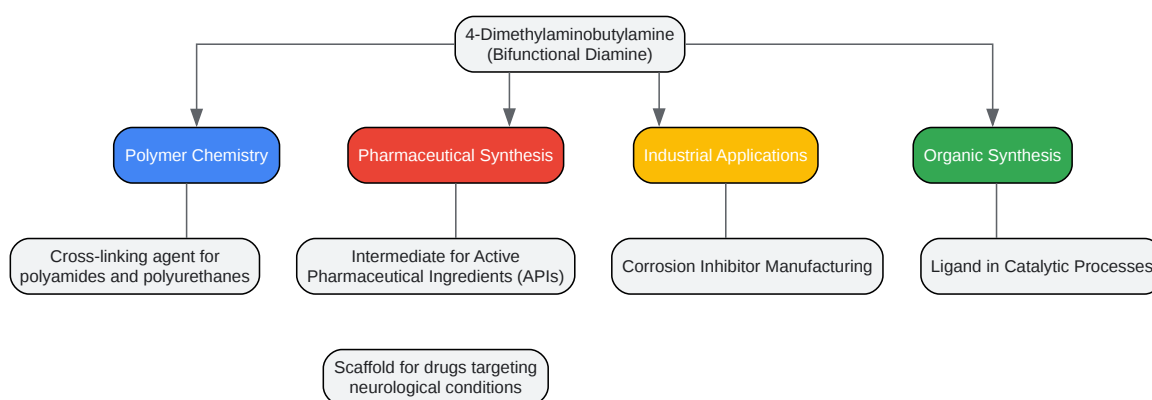 4-Dimethylaminobutylamine
(Bifunctional Diamine)
Polymer Chemistry
Pharmaceutical Synthesis
Industrial Applications
Organic Synthesis
Cross-linking agent for
polyamides and polyurethanes
Intermediate for Active
Pharmaceutical Ingredients (APIs)
Corrosion Inhibitor Manufacturing
Ligand in Catalytic Processes
Scaffold for drugs targeting
neurological conditions